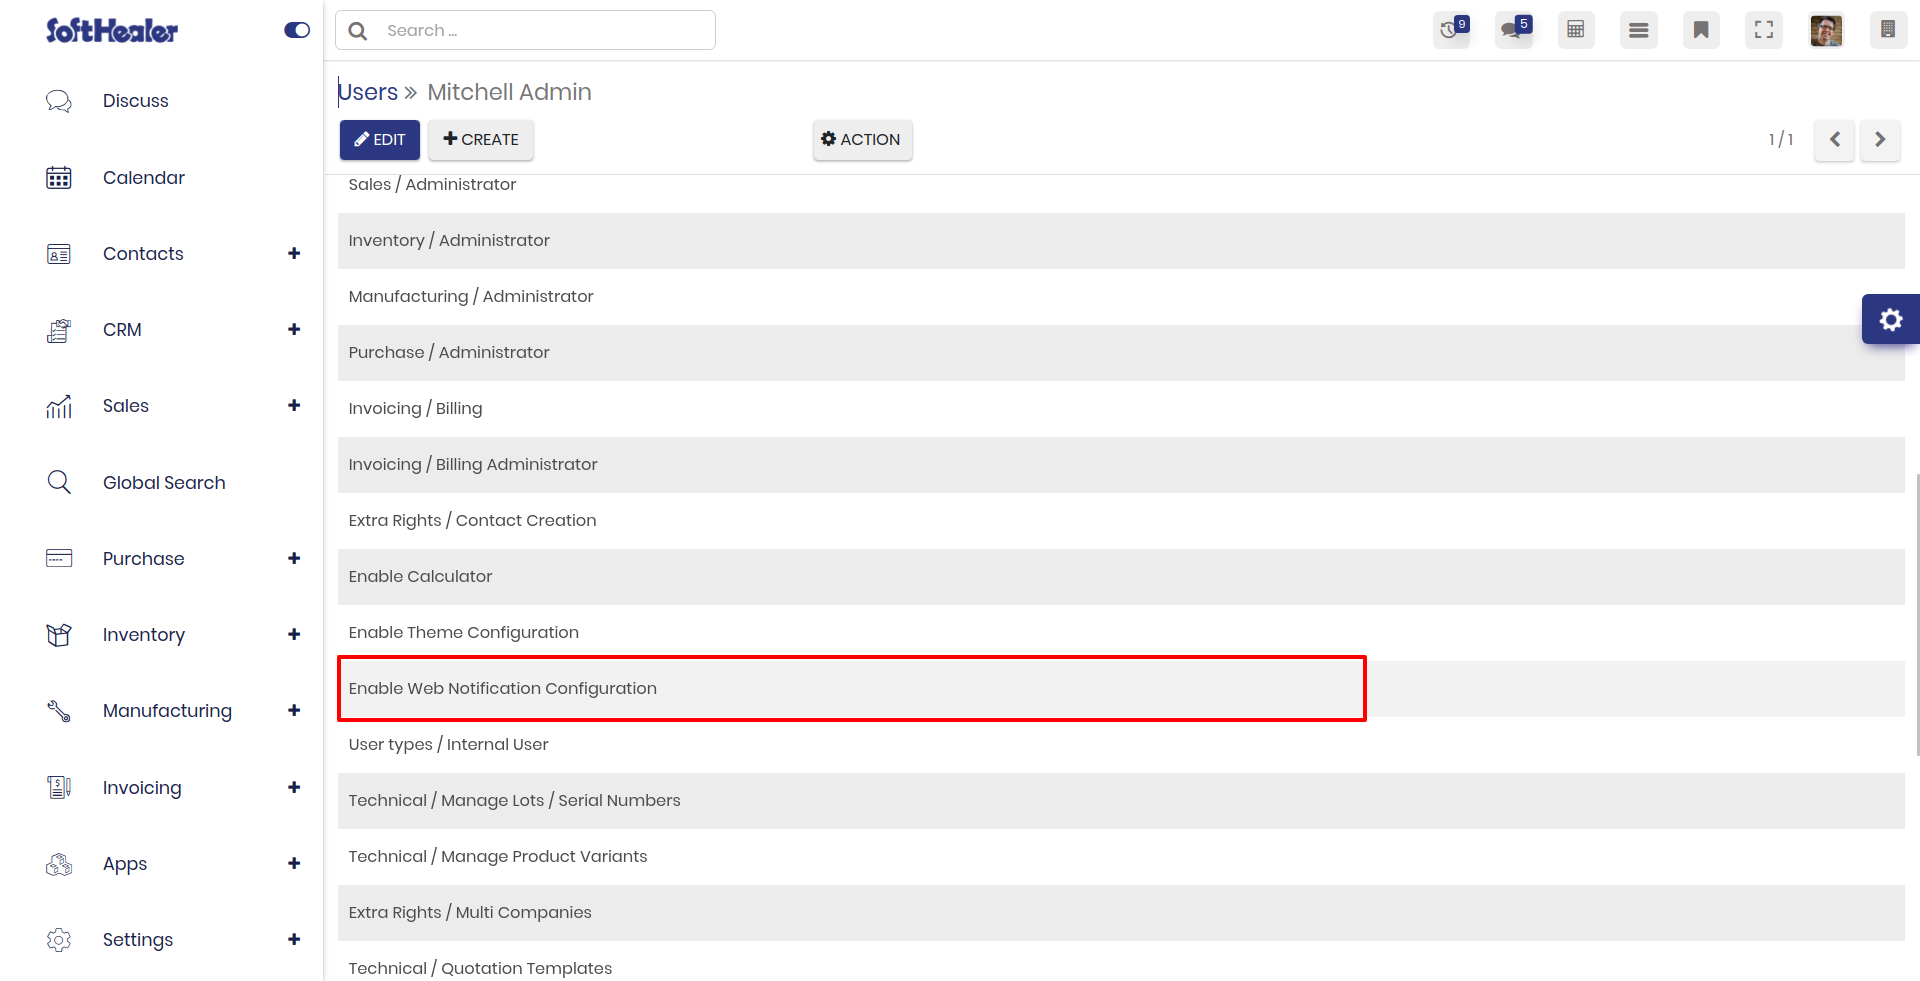 SoftHealer
Search ...
9
5
Discuss
Calendar
Contacts
CRM
Sales
Global Search
Purchase
Inventory
Manufacturing
Invoicing
Apps
Settings
Users » Mitchell Admin
EDIT
CREATE
ACTION
1 / 1
Sales / Administrator
Inventory / Administrator
Manufacturing / Administrator
Purchase / Administrator
Invoicing / Billing
Invoicing / Billing Administrator
Extra Rights / Contact Creation
Enable Calculator
Enable Theme Configuration
Enable Web Notification Configuration
User types / Internal User
Technical / Manage Lots / Serial Numbers
Technical / Manage Product Variants
Extra Rights / Multi Companies
Technical / Quotation Templates